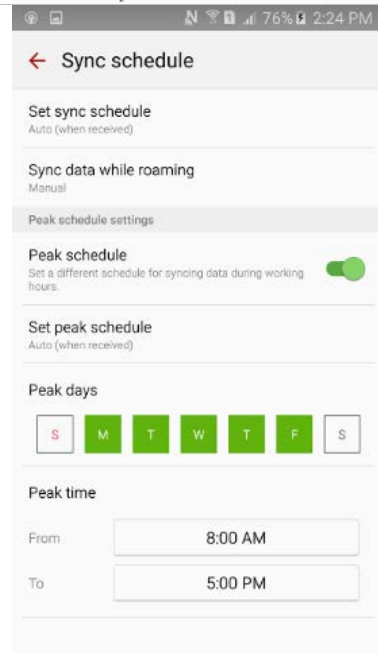 N 76% 2:24 PM
Sync schedule
Set sync schedule
Auto (when received)
Sync data while roaming
Manual
Peak schedule settings
Peak schedule
Set a different schedule for syncing data during working
hours.
Set peak schedule
Auto (when received)
Peak days
S M T W T F S
Peak time
From 8:00 AM
To 5:00 PM